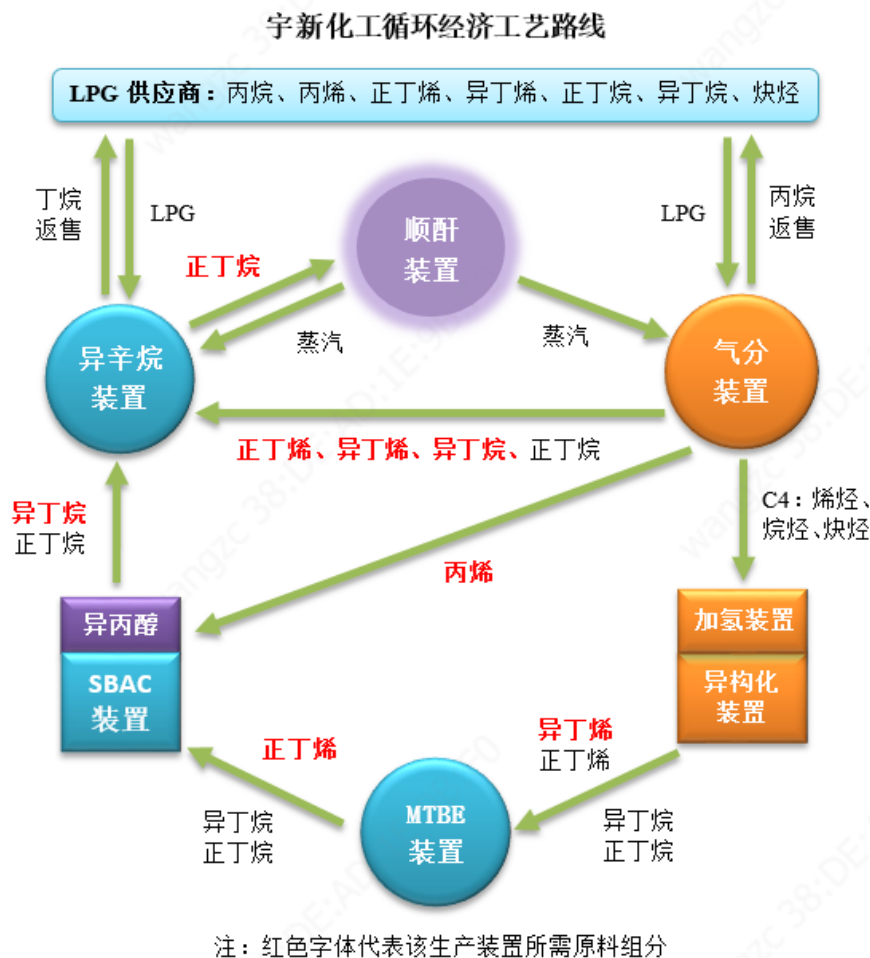 宇新化工循环经济工艺路线
LPG 供应商：丙烷、丙烯、正丁烯、异丁烯、正丁烷、异丁烷、炔烃
丁烷
返售
LPG
LPG
丙烷
返售
顺酐
装置
正丁烷
蒸汽
蒸汽
异辛烷
装置
气分
装置
正丁烯、异丁烯、异丁烷、正丁烷
异丁烷
正丁烷
C4：烯烃、
烷烃、炔烃
丙烯
异丙醇
SBAC
装置
加氢装置
异构化
装置
正丁烯
异丁烷
正丁烷
MTBE
装置
异丁烯
正丁烯
异丁烷
正丁烷
注：红色字体代表该生产装置所需原料组分